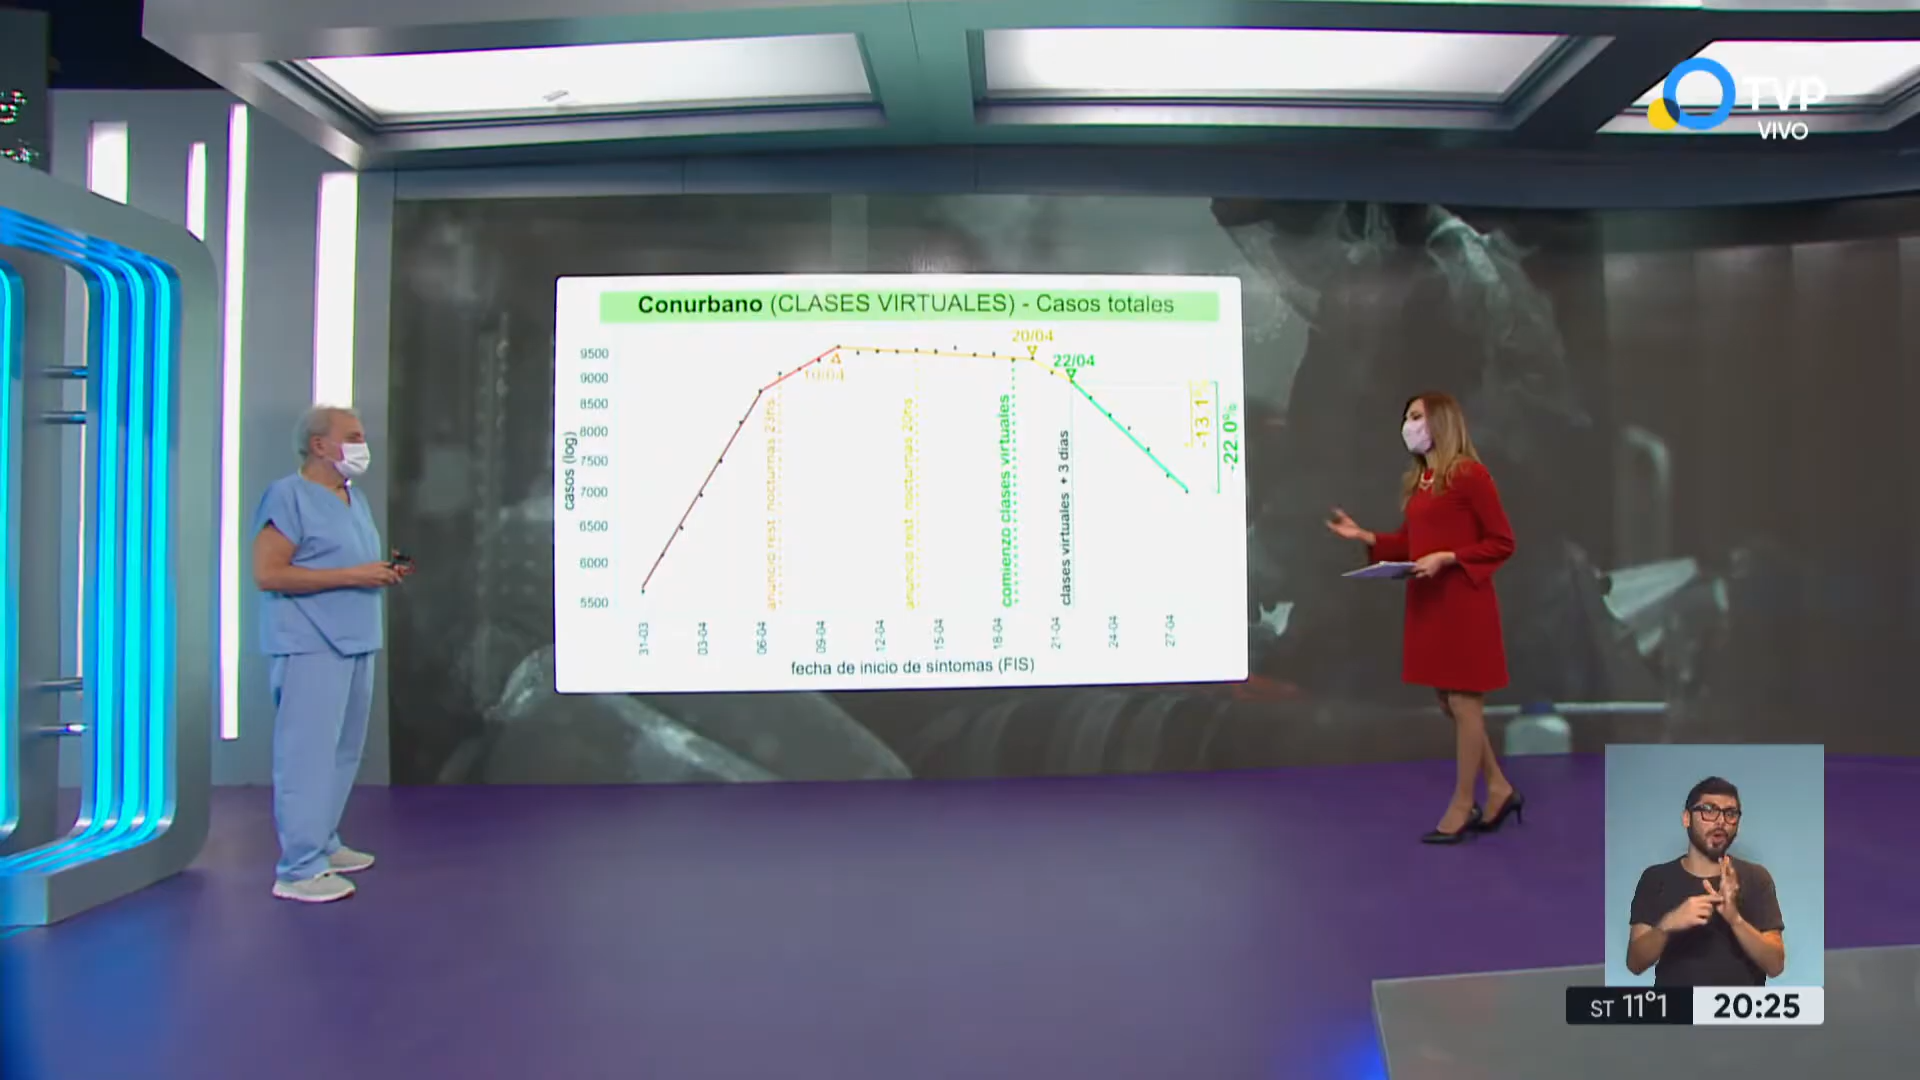 TVP
VIVO
Conurbano (CLASES VIRTUALES) - Casos totales
20/04
22/04
10/04
9500
9000
8500
8000
7500
7000
6500
6000
5500
casos (log)
anuncio rest. nocturnas 23hs
anuncio rest. nocturnas 20hs
comienzo clases virtuales
clases virtuales + 3 días
-13.1%
-22.0%
31-03
03-04
06-04
09-04
12-04
15-04
18-04
21-04
24-04
27-04
fecha de inicio de síntomas (FIS)
ST 11°1
20:25